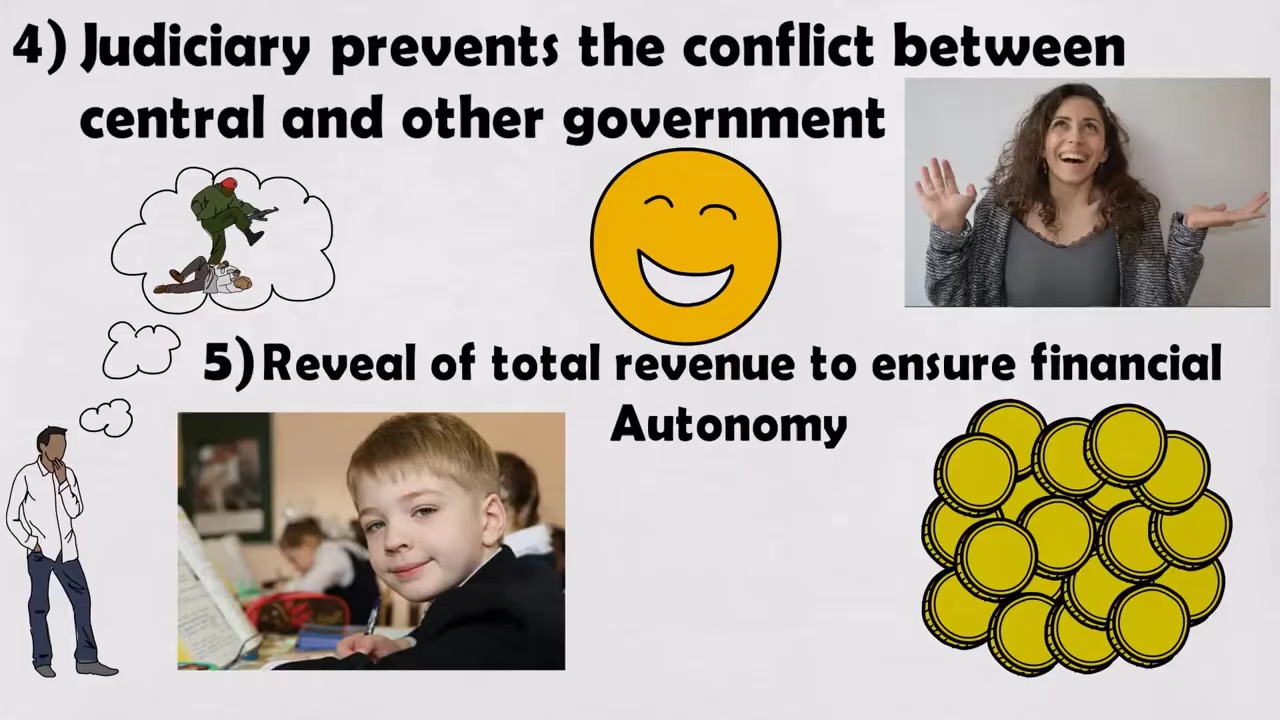 4) Judiciary prevents the conflict between
central and other government
5) Reveal of total revenue to ensure financial
Autonomy